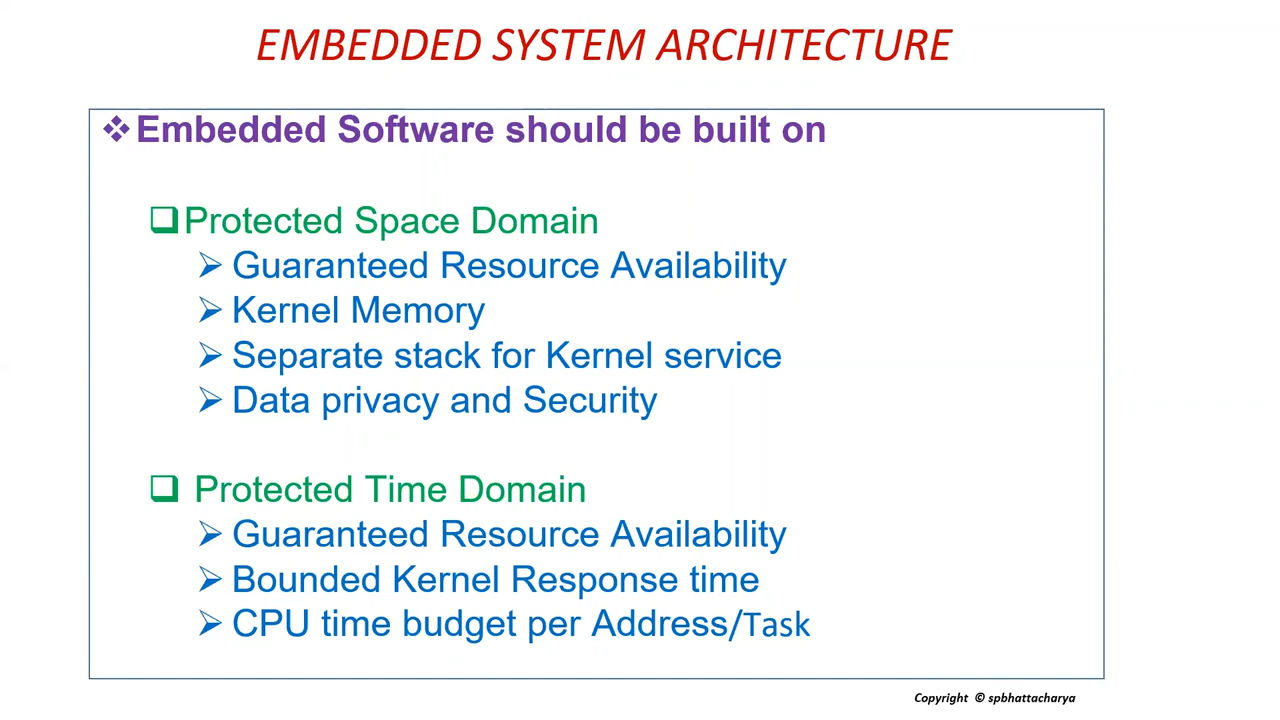 EMBEDDED SYSTEM ARCHITECTURE
Embedded Software should be built on
Protected Space Domain
Guaranteed Resource Availability
Kernel Memory
Separate stack for Kernel service
Data privacy and Security
Protected Time Domain
Guaranteed Resource Availability
Bounded Kernel Response time
CPU time budget per Address/Task
Copyright © spbhattacharya